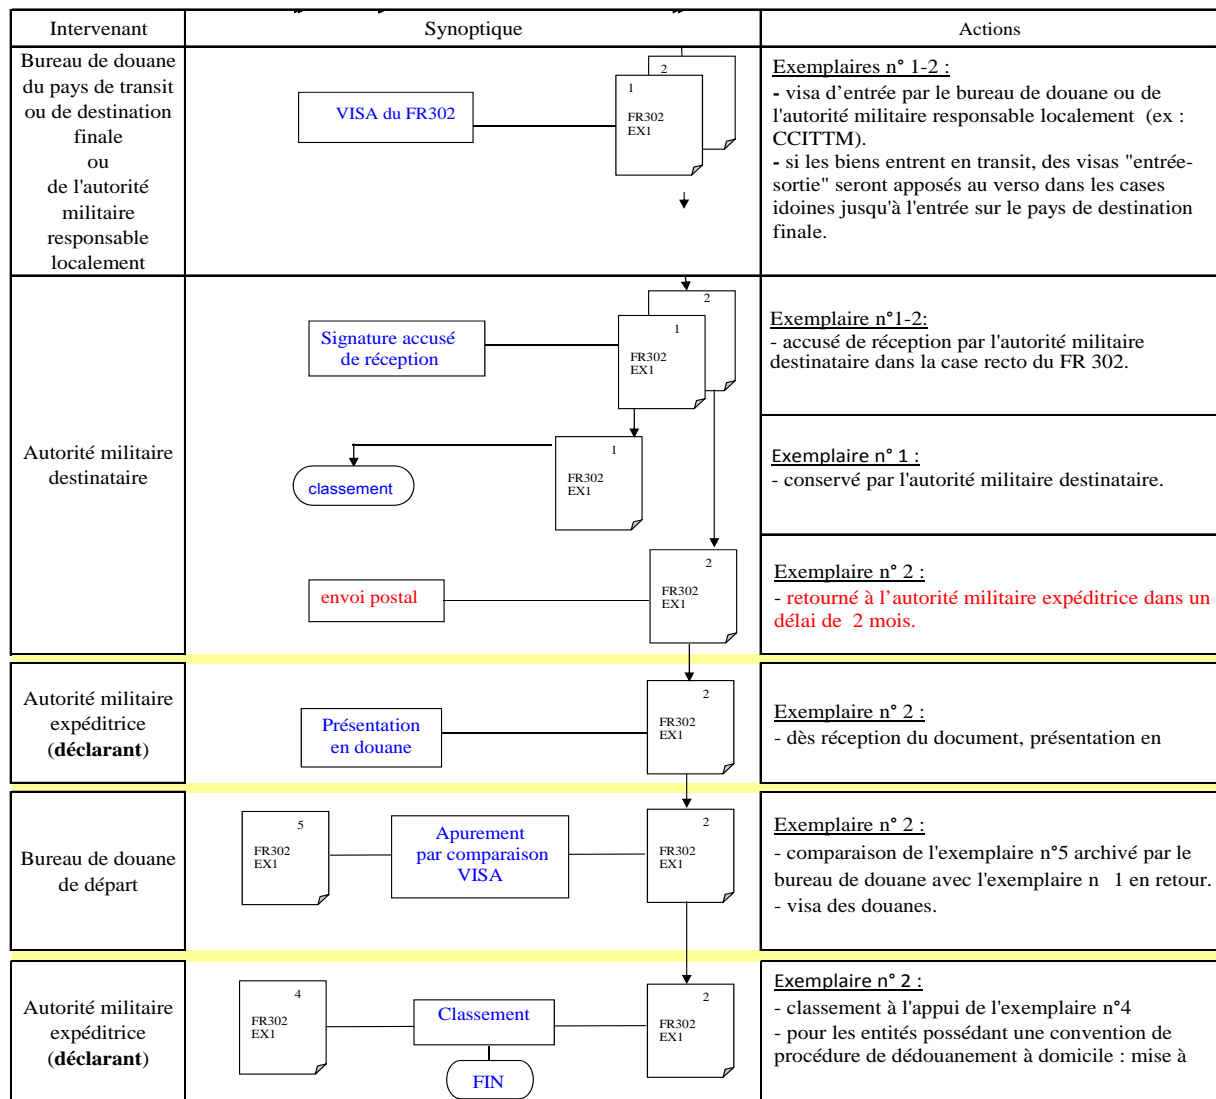 Intervenant
Synoptique
Actions
Bureau de douane
du pays de transit
ou de destination
finale
ou
de l'autorité
militaire
responsable
localement
VISA du FR302
2
1
FR302
EX1
Exemplaires n° 1-2 :
- visa d’entrée par le bureau de douane ou de
l'autorité militaire responsable localement (ex :
CCITTM).
- si les biens entrent en transit, des visas "entrée-
sortie" seront apposés au verso dans les cases
idoines jusqu'à l'entrée sur le pays de destination
finale.
Autorité militaire
destinataire
Signature accusé
de réception
2
1
FR302
EX1
Exemplaire n°1-2:
- accusé de réception par l'autorité militaire
destinataire dans la case recto du FR 302.
classement
1
FR302
EX1
Exemplaire n° 1 :
- conservé par l'autorité militaire destinataire.
envoi postal
2
FR302
EX1
Exemplaire n° 2 :
- retourné à l’autorité militaire expéditrice dans un
délai de 2 mois.
Autorité militaire
expéditrice
(déclarant)
Présentation
en douane
2
FR302
EX1
Exemplaire n° 2 :
- dès réception du document, présentation en
Bureau de douane
de départ
5
FR302
EX1
Apurement
par comparaison
VISA
2
FR302
EX1
Exemplaire n° 2 :
- comparaison de l'exemplaire n°5 archivé par le
bureau de douane avec l'exemplaire n 1 en retour.
- visa des douanes.
Autorité militaire
expéditrice
(déclarant)
4
FR302
EX1
Classement
FIN
2
FR302
EX1
Exemplaire n° 2 :
- classement à l'appui de l'exemplaire n°4
- pour les entités possédant une convention de
procédure de dédouanement à domicile : mise à